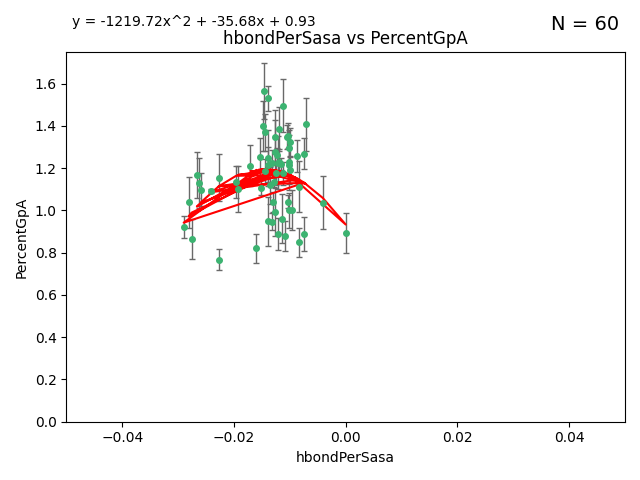 y = -1219.72x^2 + -35.68x + 0.93
N = 60
hbondPerSasa vs PercentGpA
PercentGpA
1.6
1.4
1.2
1.0
0.8
0.6
0.4
0.2
0.0
−0.04 −0.02 0.00 0.02 0.04
hbondPerSasa